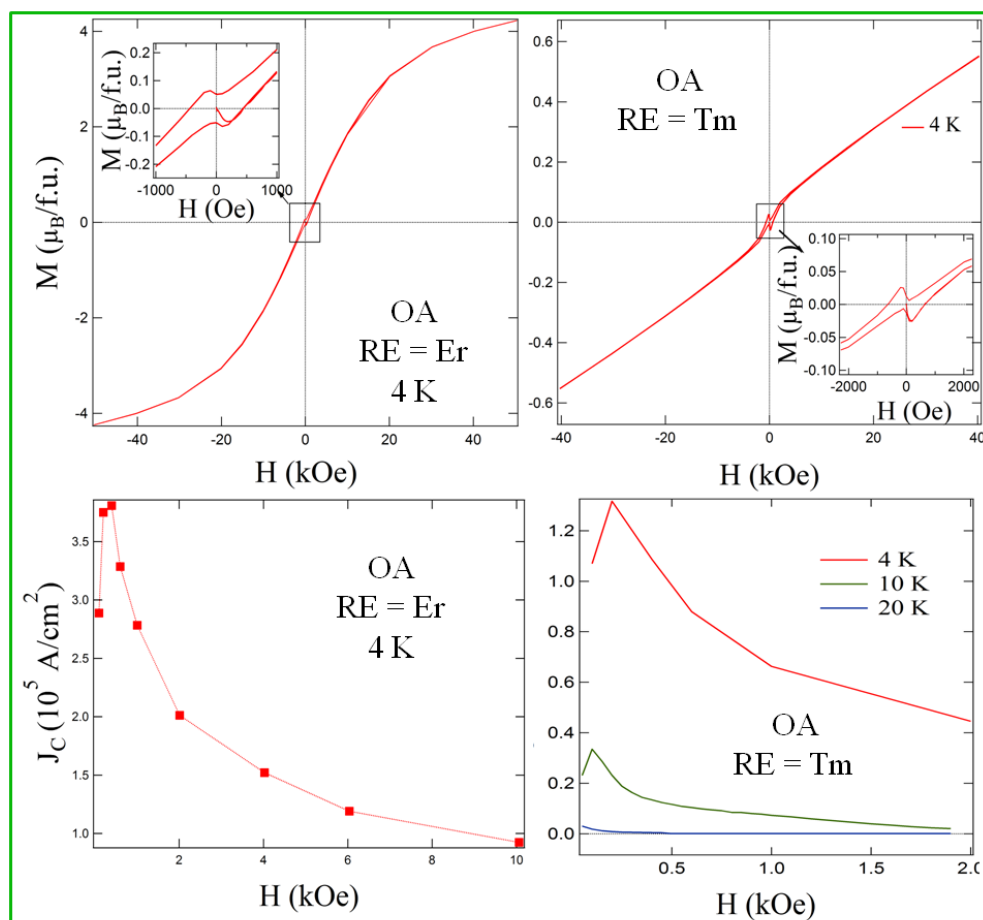 4
2
0
-2
-4
M (μB/f.u.)
0.2
0.1
0.0
-0.1
-0.2
M (μB/f.u.)
-1000
0
1000
H (Oe)
OA
RE = Er
4 K
-40
-20
0
20
40
H (kOe)
0.6
0.4
0.2
0.0
-0.2
-0.4
-0.6
M (μB/f.u.)
OA
RE = Tm
4 K
0.10
0.05
0.00
-0.05
-0.10
M (μB/f.u.)
-2000
0
2000
H (Oe)
-40
-20
0
20
40
H (kOe)
3.5
3.0
2.5
2.0
1.5
1.0
JC (10^5 A/cm^2)
OA
RE = Er
4 K
2
4
6
8
10
H (kOe)
1.2
1.0
0.8
0.6
0.4
0.2
0.0
4 K
10 K
20 K
OA
RE = Tm
0.5
1.0
1.5
2.0
H (kOe)